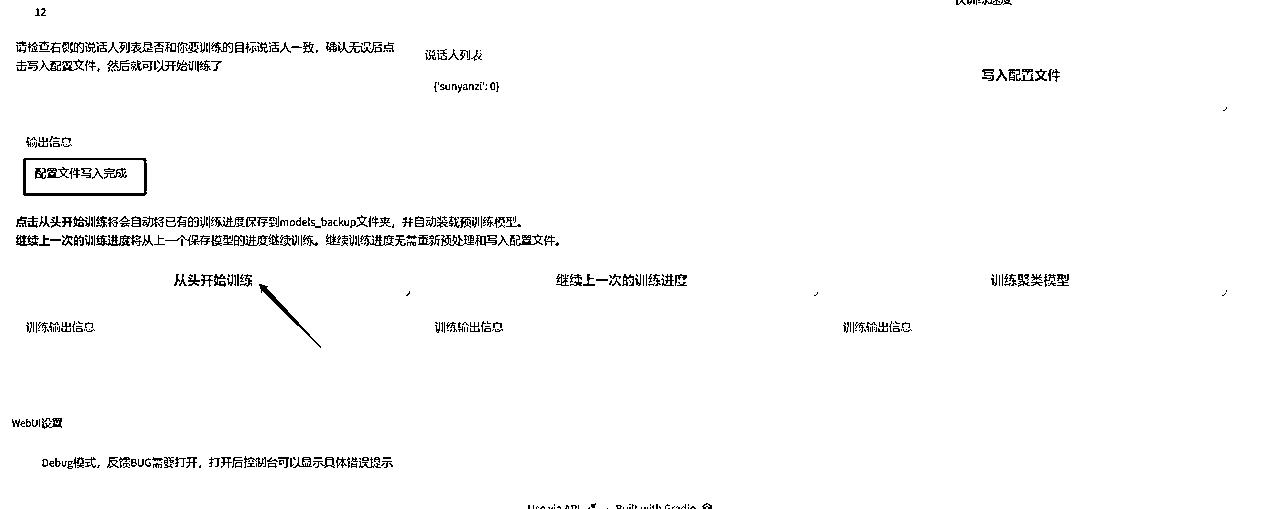 12
请检查右侧的说话人列表是否和你要训练的目标说话人一致，确认无误后点
击写入配置文件，然后就可以开始训练了
说话人列表
{'sunyanzi': 0}
写入配置文件
输出信息
配置文件写入完成
点击从头开始训练将会自动将已有的训练进度保存到models_backup文件夹，并自动装载预训练模型。
继续上一次的训练进度将从上一个保存模型的进度继续训练。继续训练进度无需重新预处理和写入配置文件。
从头开始训练
继续上一次的训练进度
训练聚类模型
训练输出信息
训练输出信息
训练输出信息
WebUI设置
Debug模式，反馈BUG需要打开，打开后控制台可以显示具体错误提示
Use via API · Built with Gradio